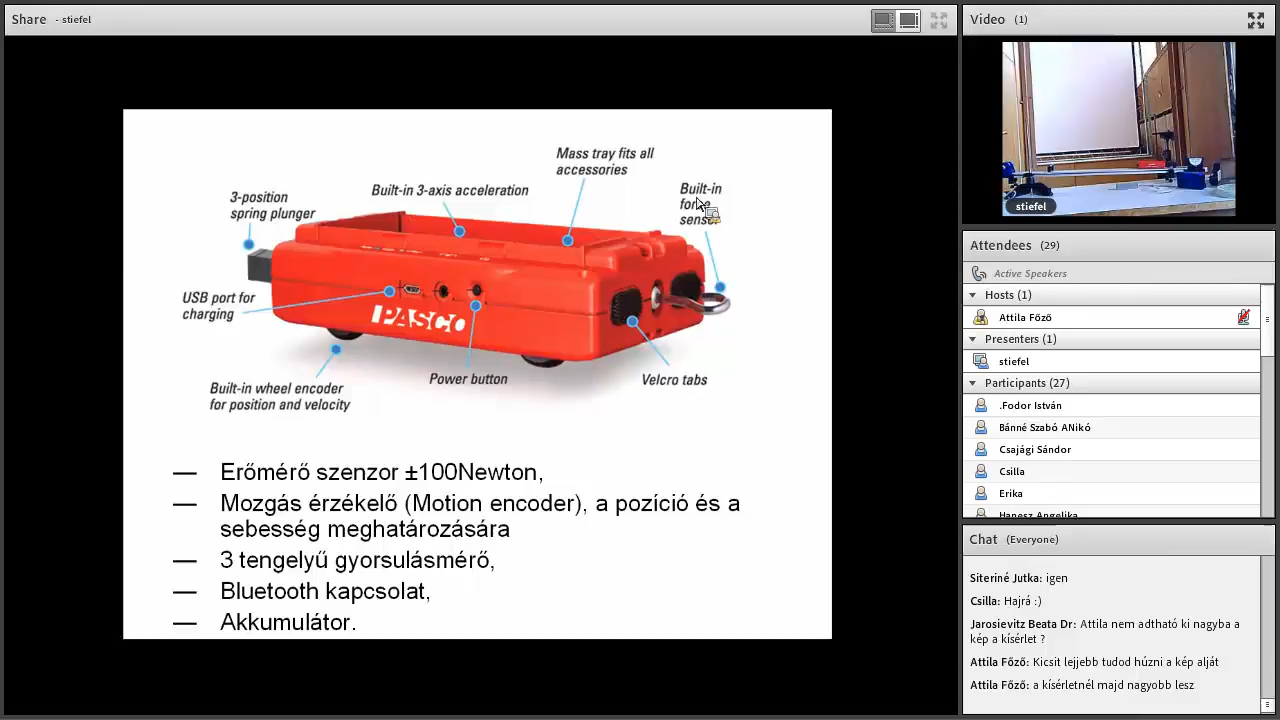 Share - stiefel
Mass tray fits all
accessories
Built-in
force
sensor
Built-in 3-axis acceleration
3-position
spring plunger
USB port for
charging
PASCO
Built-in wheel encoder
for position and velocity
Power button
Velcro tabs
— Erőmérő szenzor ±100Newton,
— Mozgás érzékelő (Motion encoder), a pozíció és a
sebesség meghatározására
— 3 tengelyű gyorsulásmérő,
— Bluetooth kapcsolat,
— Akkumulátor.
Video (1)
stiefel
Attendees (29)
Active Speakers
Hosts (1)
Attila Főző
Presenters (1)
stiefel
Participants (27)
.Fodor István
Bánné Szabó ANikó
Csajági Sándor
Csilla
Erika
Hanesz Angelika
Chat (Everyone)
Siteriné Jutka: igen
Csilla: Hajrá :)
Jarosievitz Beata Dr: Attila nem adtható ki nagyba a
kép a kísérlet ?
Attila Főző: Kicsit lejjebb tudod húzni a kép alját
Attila Főző: a kísérletnél majd nagyobb lesz